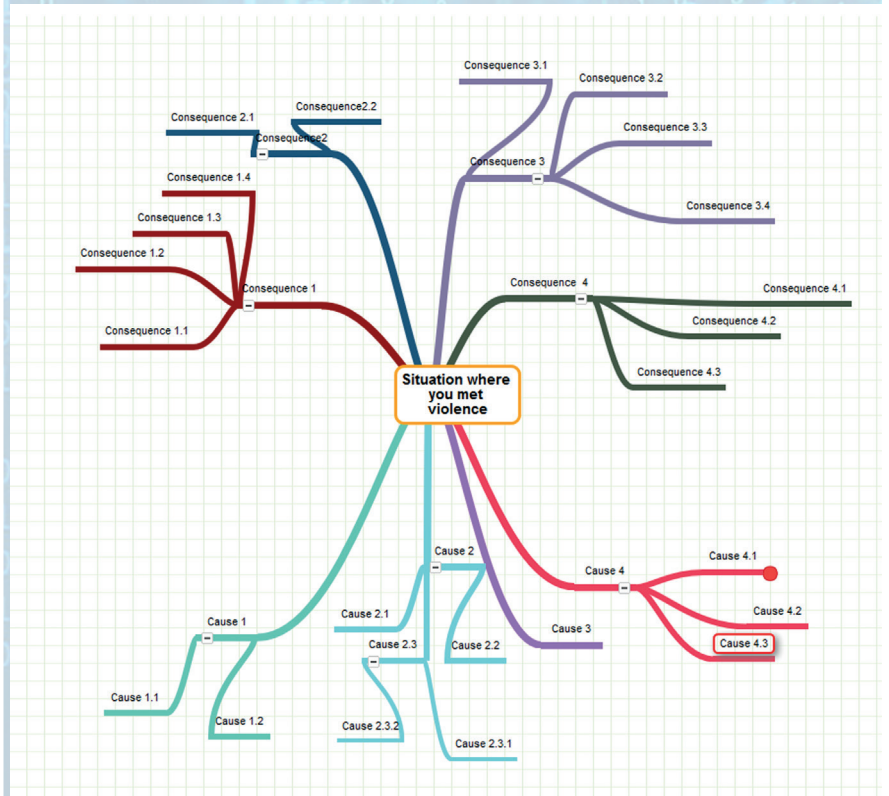 Consequence 3.1
Consequence 3.2
Consequence 2.1
Consequence2.2
Consequence 3.3
Consequence2
Consequence 3
Consequence 1.4
Consequence 3.4
Consequence 1.3
Consequence 1.2
Consequence 4
Consequence 1
Consequence 4.1
Consequence 4.2
Consequence 1.1
Consequence 4.3
Situation where
you met
violence
Cause 2
Cause 4.1
Cause 4
Cause 4.2
Cause 2.1
Cause 1
Cause 3
Cause 2.3
Cause 2.2
Cause 4.3
Cause 1.1
Cause 1.2
Cause 2.3.2
Cause 2.3.1